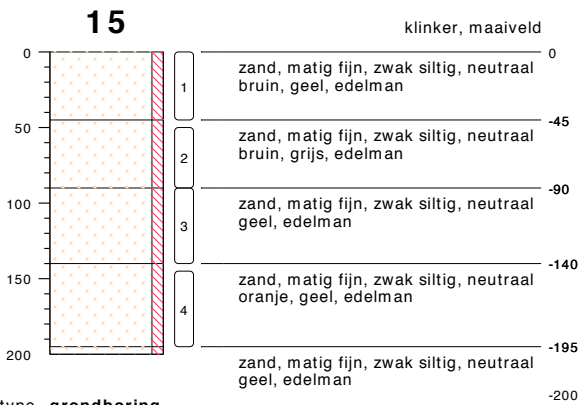 15
klinker, maaiveld
0
0
zand, matig fijn, zwak siltig, neutraal
bruin, geel, edelman
1
-45
50
zand, matig fijn, zwak siltig, neutraal
bruin, grijs, edelman
2
-90
100
zand, matig fijn, zwak siltig, neutraal
geel, edelman
3
-140
150
zand, matig fijn, zwak siltig, neutraal
oranje, geel, edelman
4
-195
200
zand, matig fijn, zwak siltig, neutraal
geel, edelman
-200
type grondboring